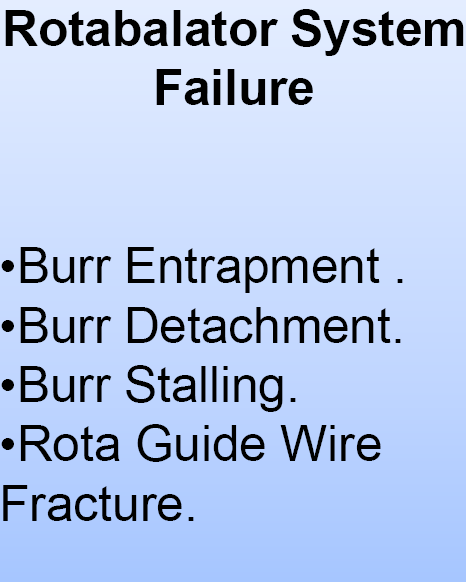 Rotabalator System
Failure
•Burr Entrapment .
•Burr Detachment.
•Burr Stalling.
•Rota Guide Wire
Fracture.